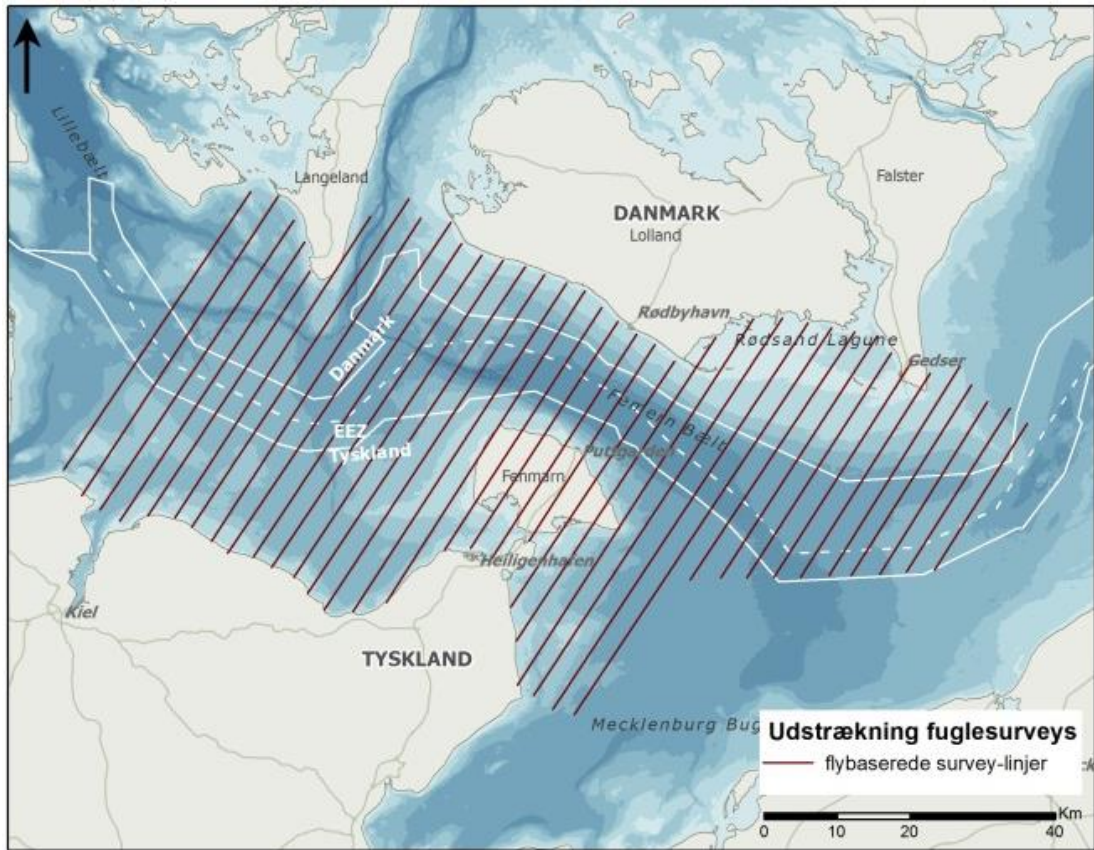 Lillebælt
Langeland
Falster
DANMARK
Lolland
Rødbyhavn
Rødsand Lagune
Gedser
Danmark
EEZ
Tyskland
Femern Bælt
Puttgarden
Fehmarn
Heiligenhafen
Kiel
TYSKLAND
Mecklenburg Bug
Udstrækning fuglesurveys
flybaserede survey-linjer
ck
Km
0 10 20 40